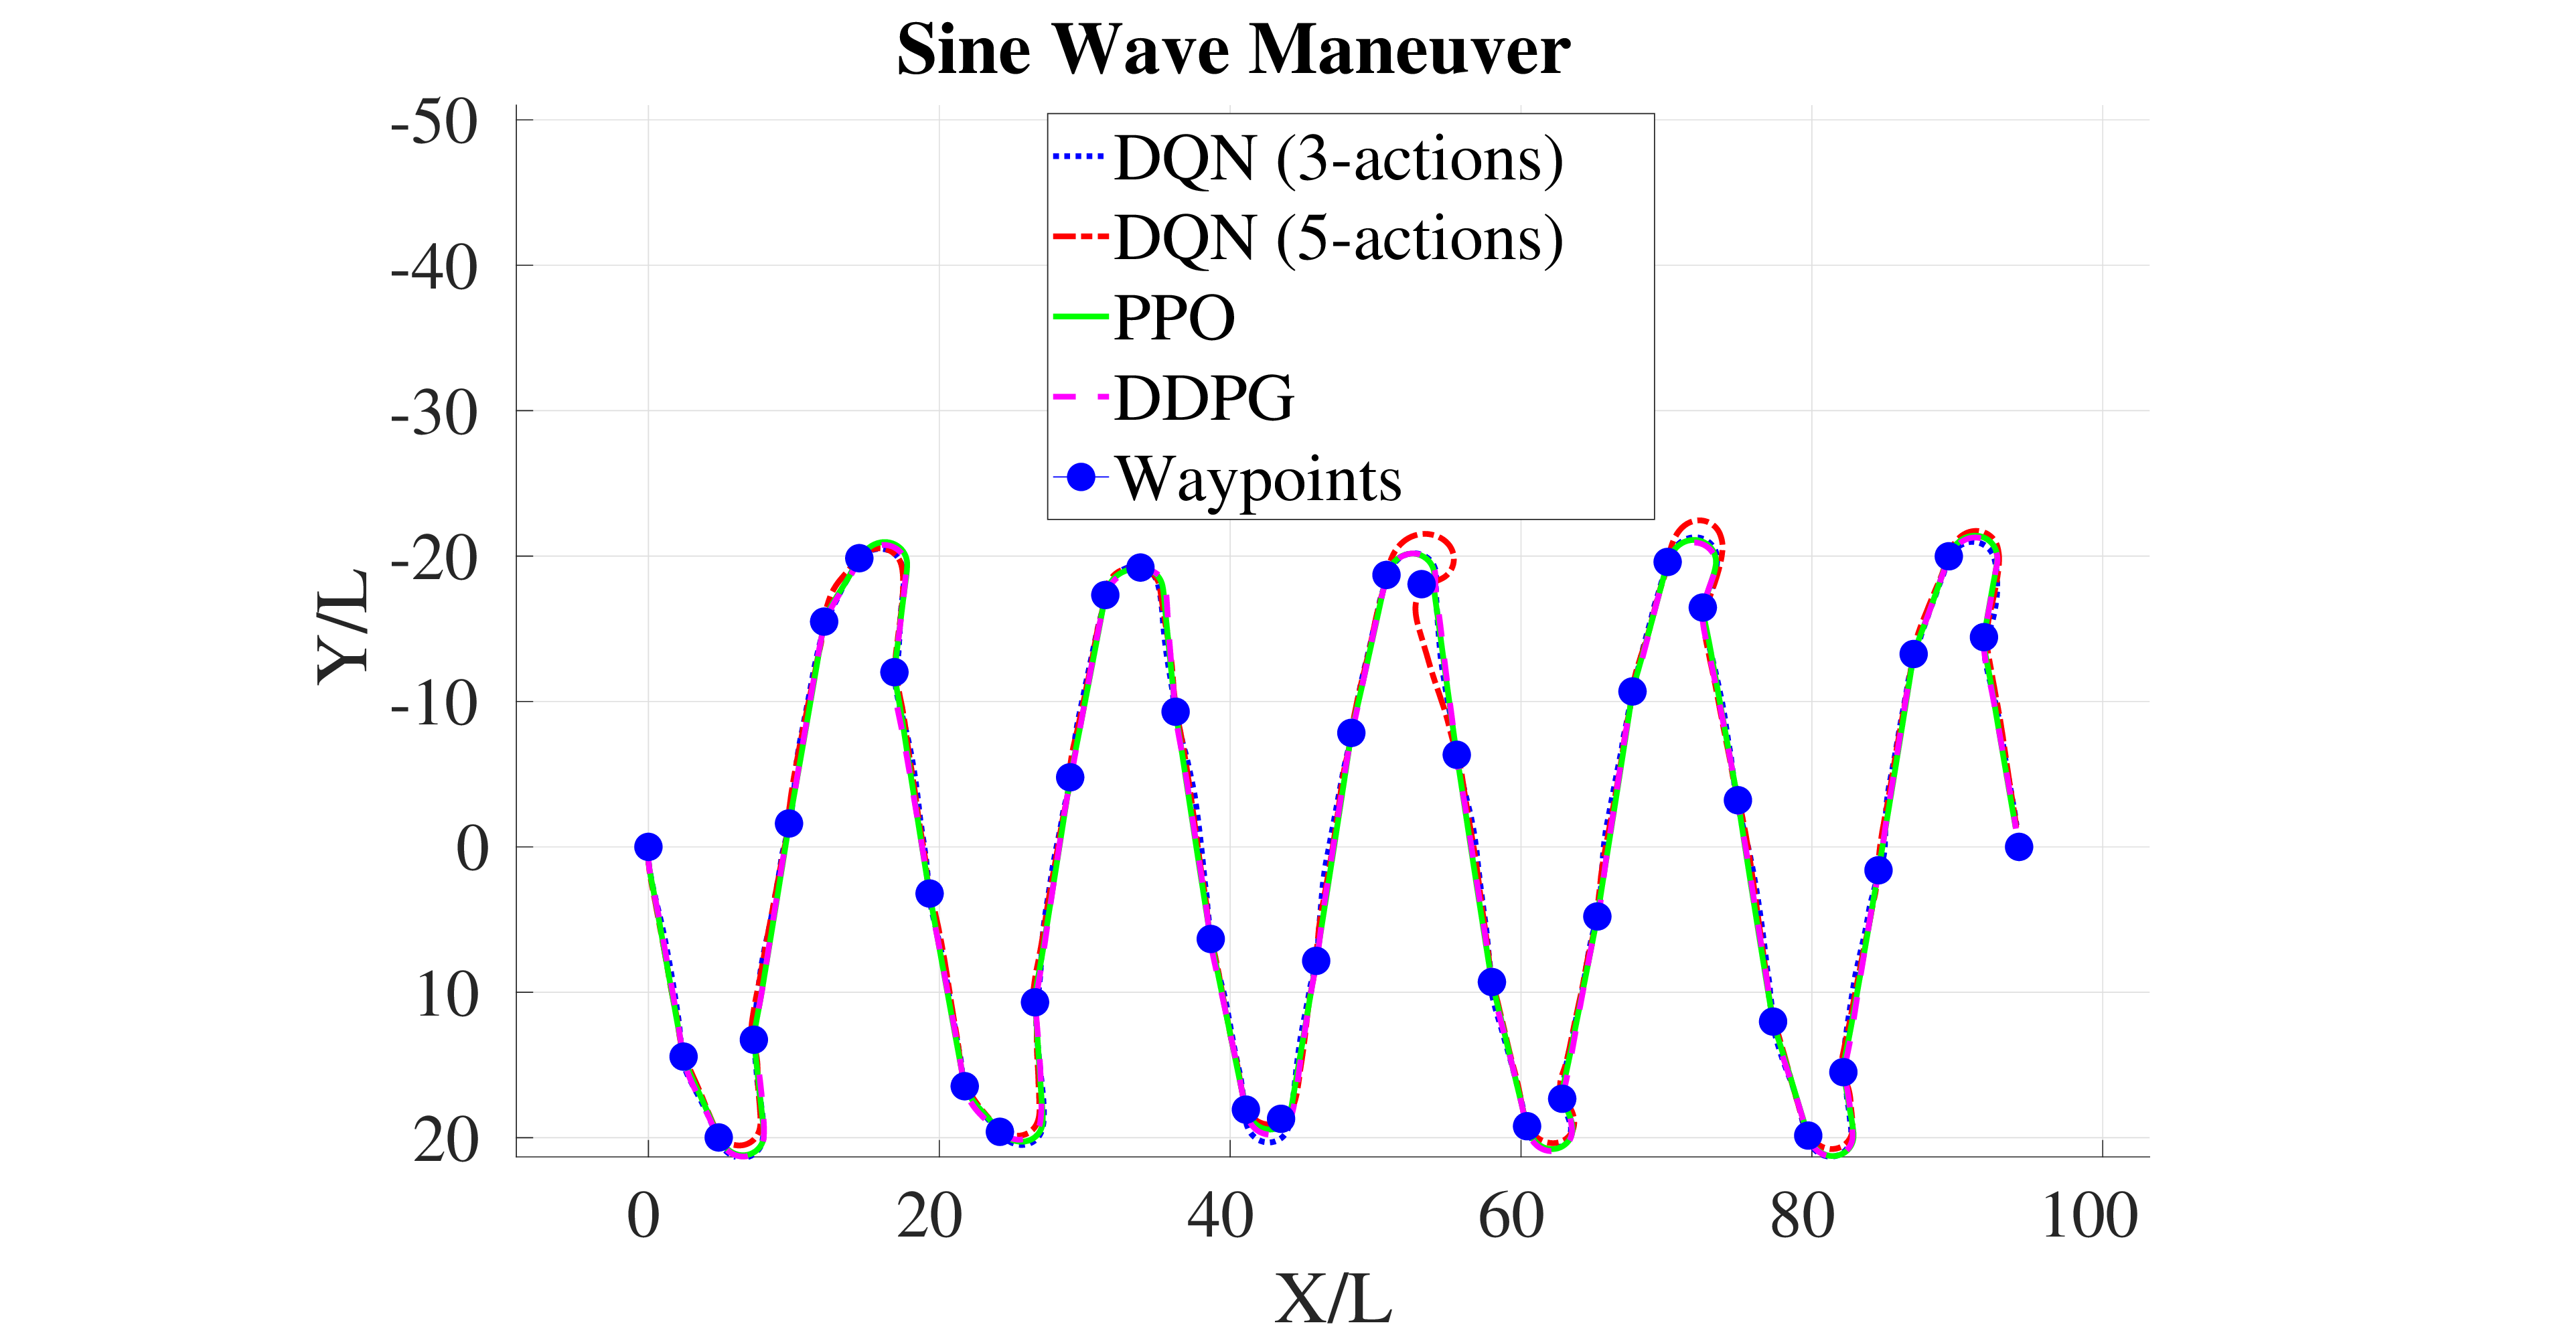 Sine Wave Maneuver
-50
-40
-30
-20
-10
0
10
20
Y/L
DQN (3-actions)
DQN (5-actions)
PPO
DDPG
Waypoints
0 20 40 60 80 100
X/L